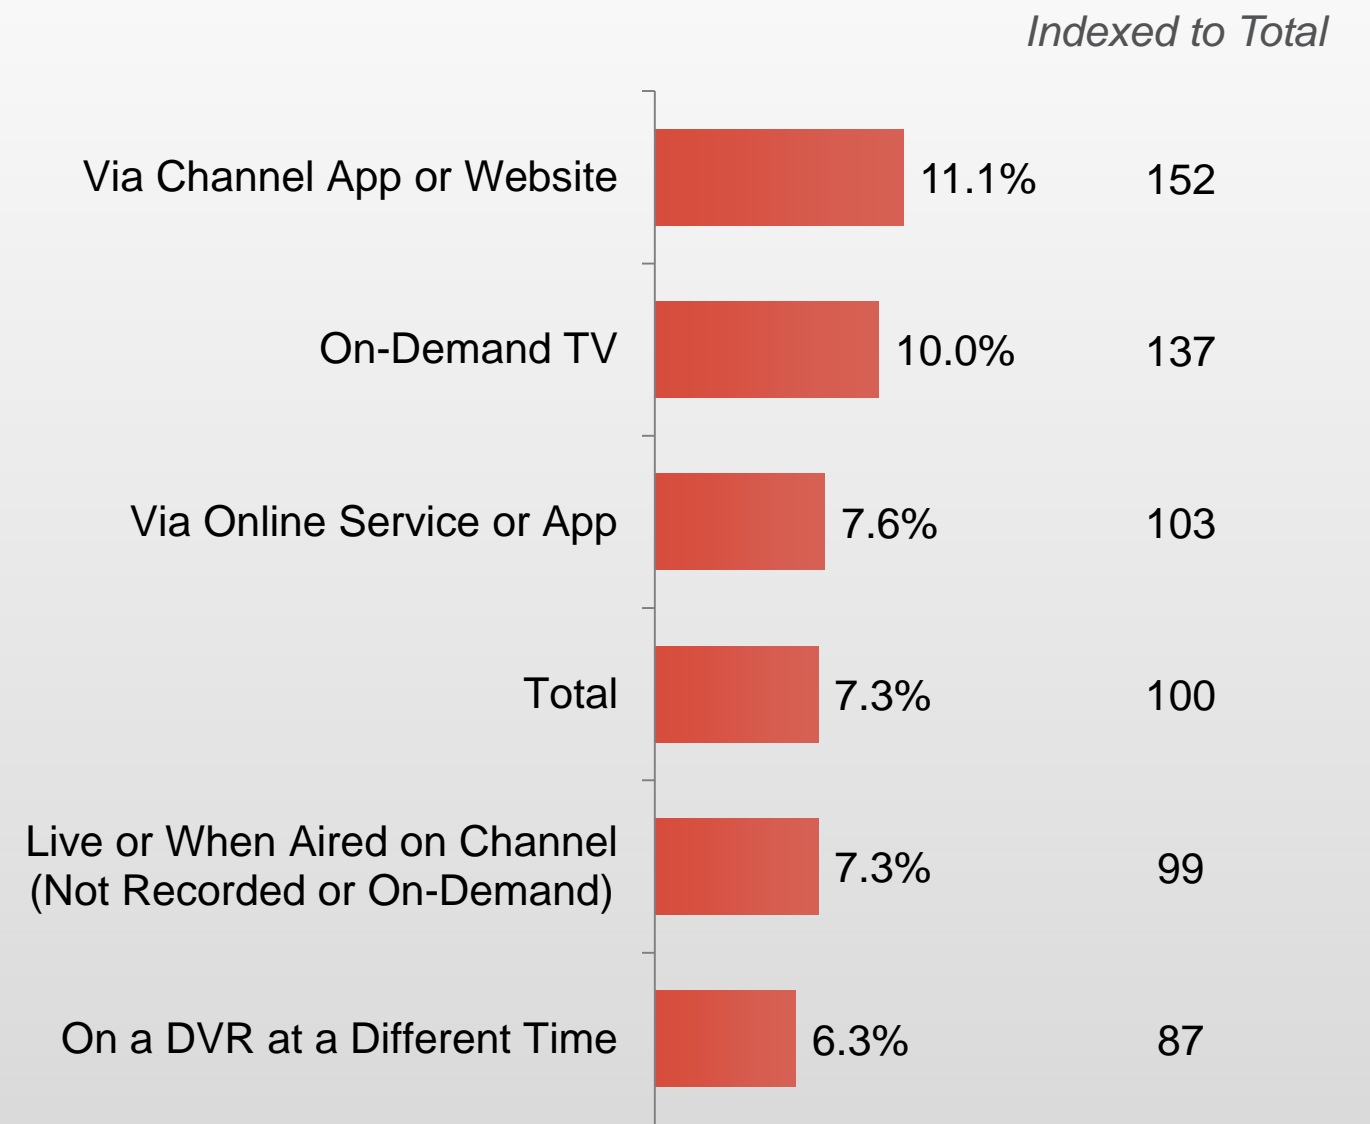 Indexed to Total
Via Channel App or Website 11.1% 152
On-Demand TV 10.0% 137
Via Online Service or App 7.6% 103
Total 7.3% 100
Live or When Aired on Channel
(Not Recorded or On-Demand) 7.3% 99
On a DVR at a Different Time 6.3% 87